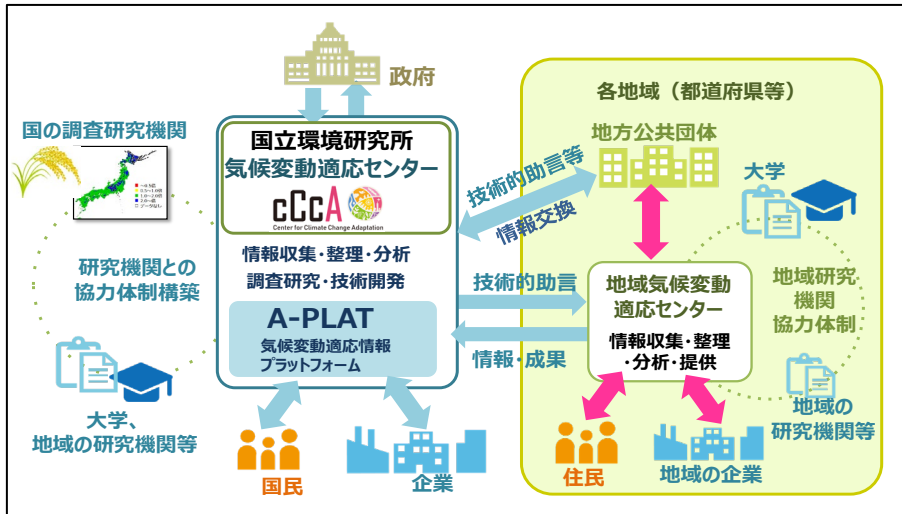 政府
各地域（都道府県等）
国の調査研究機関
国立環境研究所
気候変動適応センター
cCcA
Center for Climate Change Adaptation
地方公共団体
技術的助言等
情報交換
大学
情報収集・整理・分析
調査研究・技術開発
研究機関との
協力体制構築
技術的助言
地域気候変動
適応センター
地域研究
機関
協力体制
A-PLAT
気候変動適応情報
プラットフォーム
情報・成果
情報収集・整理
・分析・提供
大学、
地域の研究機関等
地域の
研究機関等
国民
企業
住民
地域の企業